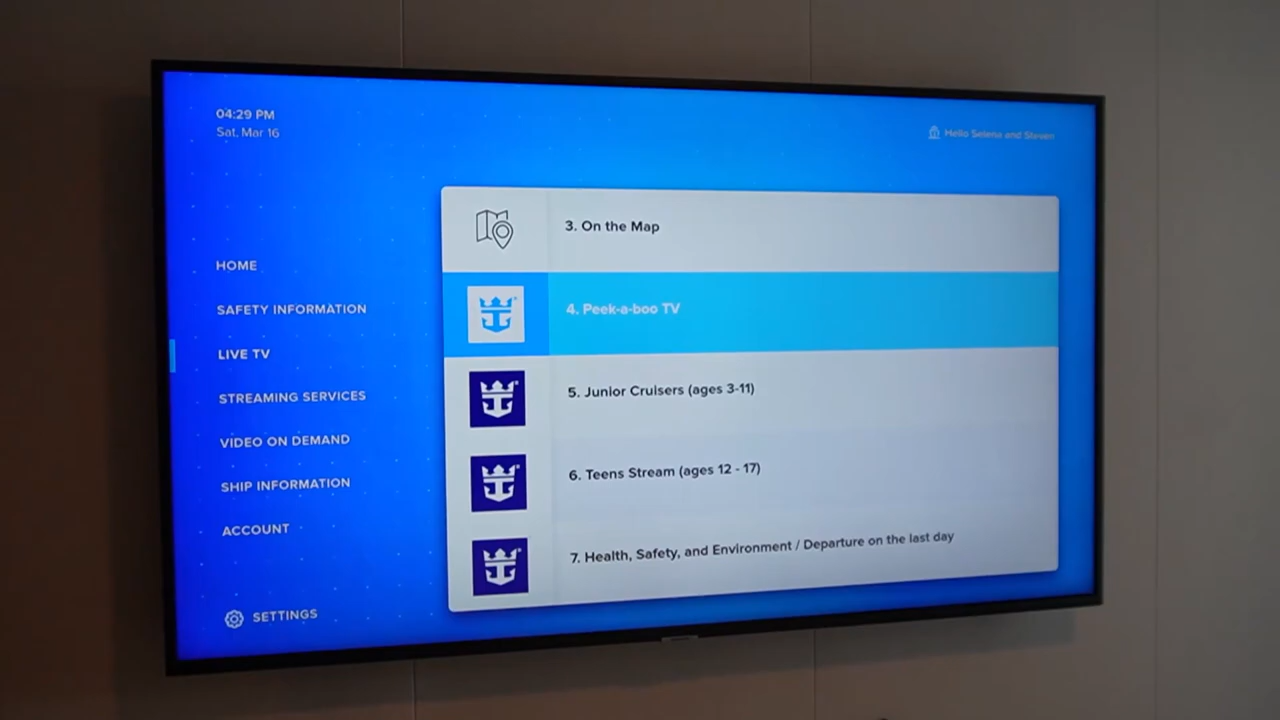 04:29 PM
Sat, Mar 16
Hello Selena and Steven
HOME
SAFETY INFORMATION
LIVE TV
STREAMING SERVICES
VIDEO ON DEMAND
SHIP INFORMATION
ACCOUNT
SETTINGS
3. On the Map
4. Peek-a-boo TV
5. Junior Cruisers (ages 3-11)
6. Teens Stream (ages 12 - 17)
7. Health, Safety, and Environment / Departure on the last day